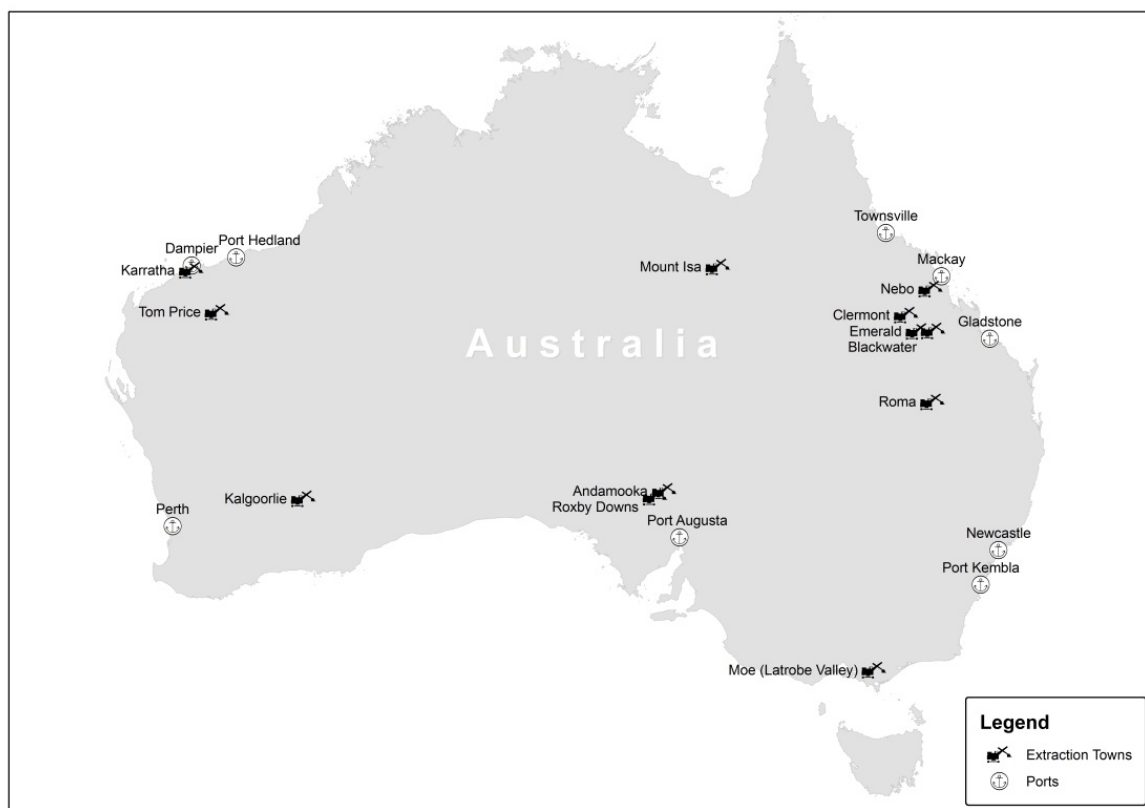 Townsville
Port Hedland
Dampier
Karratha
Mount Isa
Mackay
Nebo
Tom Price
Clermont
Emerald
Blackwater
Gladstone
Australia
Roma
Andamooka
Roxby Downs
Kalgoorlie
Perth
Port Augusta
Newcastle
Port Kembla
Moe (Latrobe Valley)
Legend
Extraction Towns
Ports